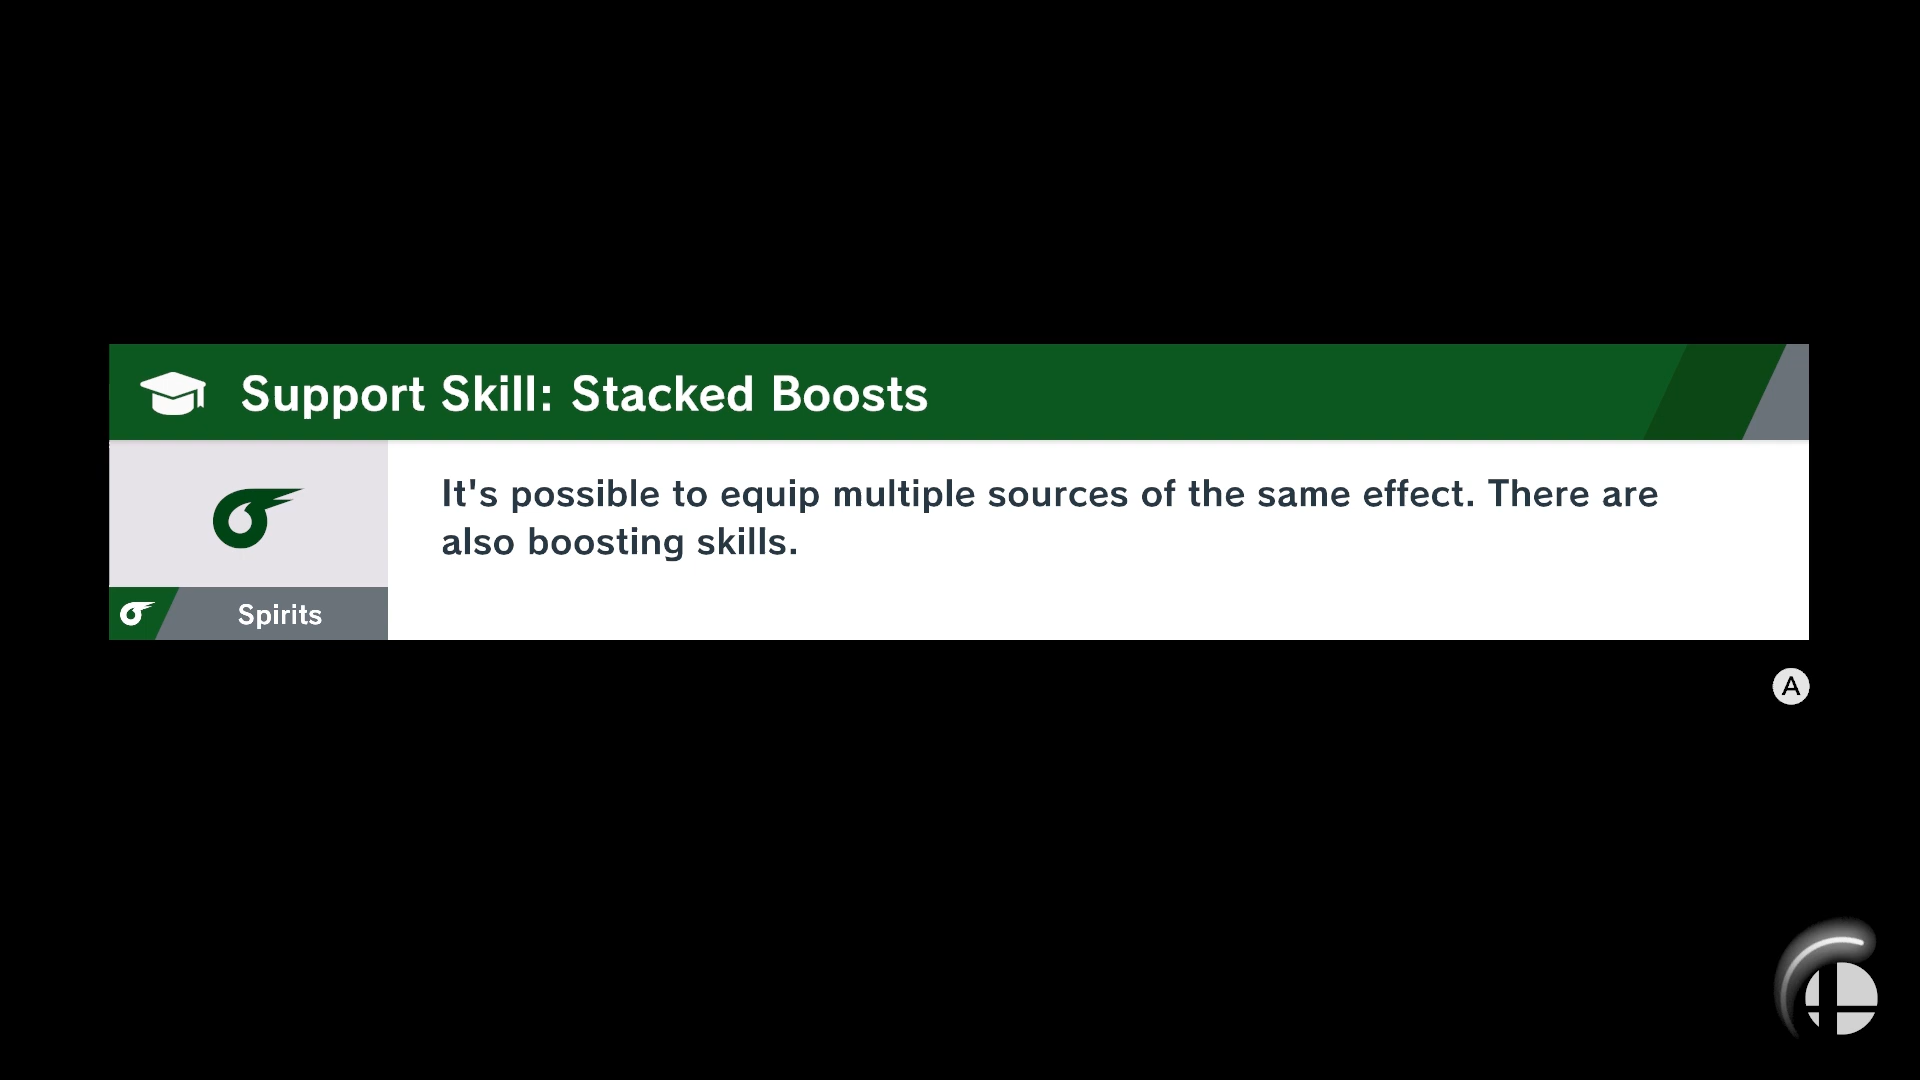 Support Skill: Stacked Boosts
It's possible to equip multiple sources of the same effect. There are
also boosting skills.
Spirits
A